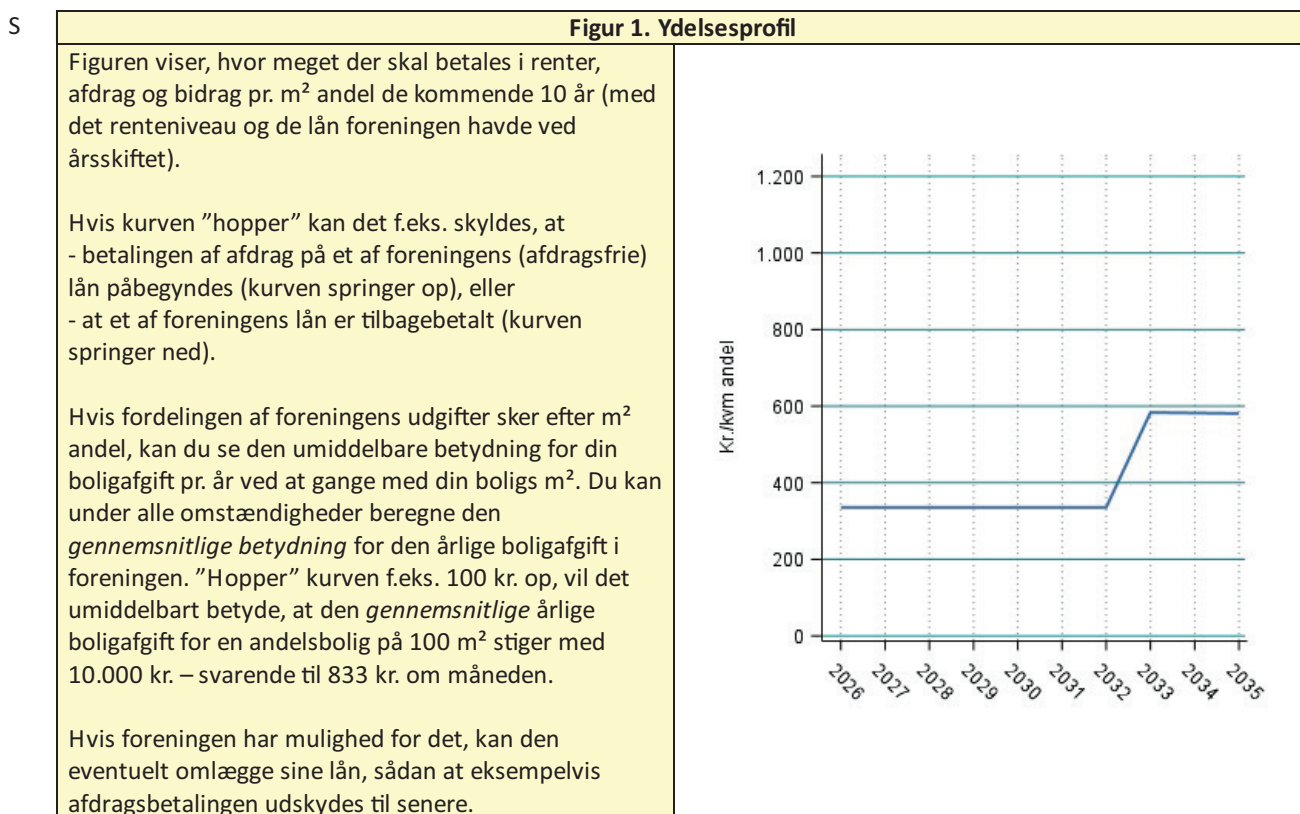 S
Figur 1. Ydelsesprofil
Figuren viser, hvor meget der skal betales i renter,
afdrag og bidrag pr. m² andel de kommende 10 år (med
det renteniveau og de lån foreningen havde ved
årsskiftet).
Hvis kurven ”hopper” kan det f.eks. skyldes, at
- betalingen af afdrag på et af foreningens (afdragsfrie)
lån påbegyndes (kurven springer op), eller
- at et af foreningens lån er tilbagebetalt (kurven
springer ned).
Hvis fordelingen af foreningens udgifter sker efter m²
andel, kan du se den umiddelbare betydning for din
boligafgift pr. år ved at gange med din boligs m². Du kan
under alle omstændigheder beregne den
gennemsnitlige betydning for den årlige boligafgift i
foreningen. ”Hopper” kurven f.eks. 100 kr. op, vil det
umiddelbart betyde, at den gennemsnitlige årlige
boligafgift for en andelsbolig på 100 m² stiger med
10.000 kr. – svarende til 833 kr. om måneden.
Hvis foreningen har mulighed for det, kan den
eventuelt omlægge sine lån, sådan at eksempelvis
afdragsbetalingen udskydes til senere.
Kr./kvm andel
1.200
1.000
800
600
400
200
0
2026
2027
2028
2029
2030
2031
2032
2033
2034
2035